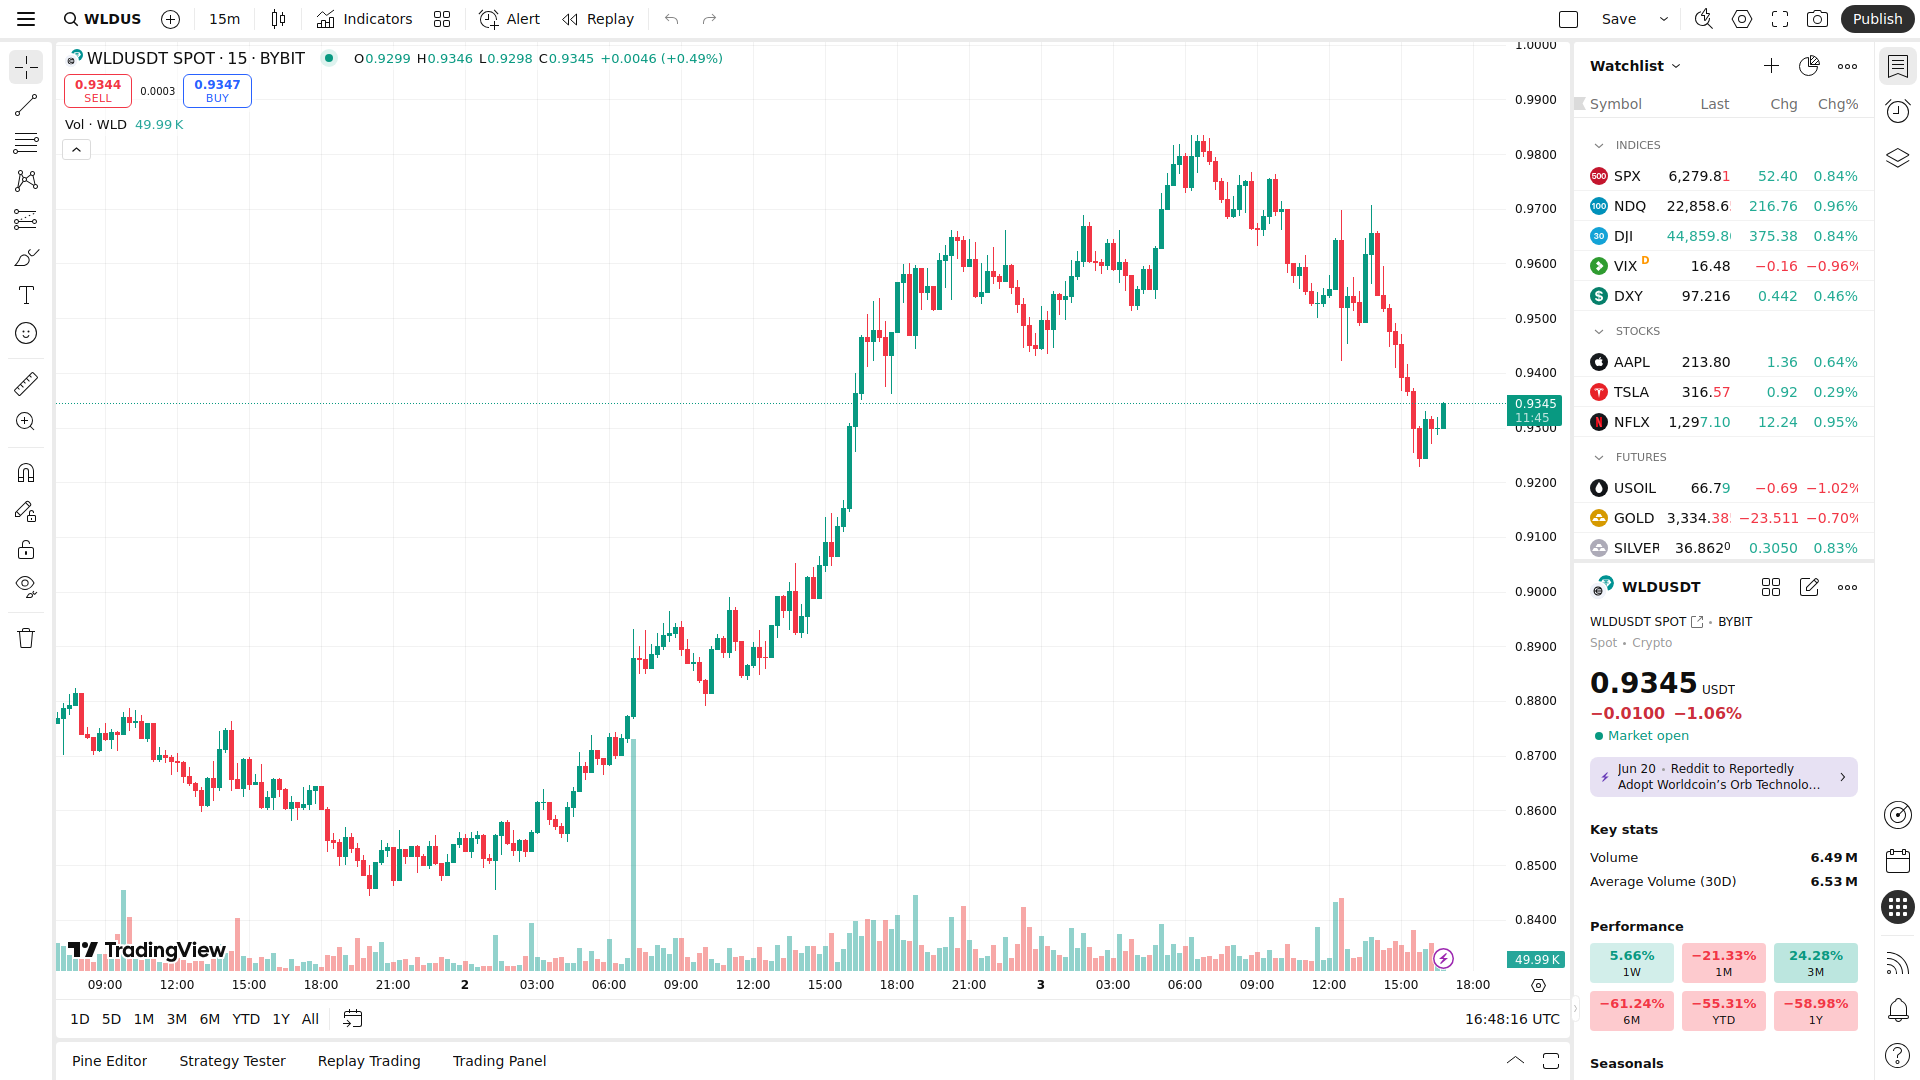 WLDUS
15m
Indicators
Alert
Replay
Save
Publish
WLDUSDT SPOT · 15 · BYBIT
O0.9299 H0.9346 L0.9298 C0.9345 +0.0046 (+0.49%)
0.9344
SELL
0.0003
0.9347
BUY
Vol · WLD 49.99 K
1.0000
0.9900
0.9800
0.9700
0.9600
0.9500
0.9400
0.9345
11:45
0.9300
0.9200
0.9100
0.9000
0.8900
0.8800
0.8700
0.8600
0.8500
0.8400
49.99 K
TradingView
09:00 12:00 15:00 18:00 21:00 2 03:00 06:00 09:00 12:00 15:00 18:00 21:00 3 03:00 06:00 09:00 12:00 15:00 18:00
1D 5D 1M 3M 6M YTD 1Y All
16:48:16 UTC
Pine Editor Strategy Tester Replay Trading Trading Panel
Watchlist
Symbol Last Chg Chg%
INDICES
500 SPX 6,279.81 52.40 0.84%
100 NDQ 22,858.6 216.76 0.96%
30 DJI 44,859.8 375.38 0.84%
VIX D 16.48 −0.16 −0.96%
DXY 97.216 0.442 0.46%
STOCKS
AAPL 213.80 1.36 0.64%
TSLA 316.57 0.92 0.29%
NFLX 1,297.10 12.24 0.95%
FUTURES
USOIL 66.79 −0.69 −1.02%
GOLD 3,334.38 −23.511 −0.70%
SILVER 36.8620 0.3050 0.83%
WLDUSDT
WLDUSDT SPOT • BYBIT
Spot • Crypto
0.9345 USDT
−0.0100 −1.06%
Market open
Jun 20 • Reddit to Reportedly
Adopt Worldcoin’s Orb Technolo...
Key stats
Volume 6.49 M
Average Volume (30D) 6.53 M
Performance
5.66% −21.33% 24.28%
1W 1M 3M
−61.24% −55.31% −58.98%
6M YTD 1Y
Seasonals